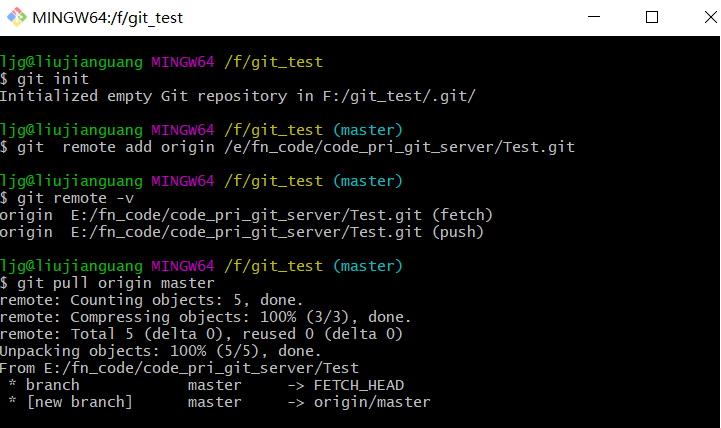 MINGW64:/f/git_test
ljg@liujianguang MINGW64 /f/git_test
$ git init
Initialized empty Git repository in F:/git_test/.git/
ljg@liujianguang MINGW64 /f/git_test (master)
$ git  remote add origin /e/fn_code/code_pri_git_server/Test.git
ljg@liujianguang MINGW64 /f/git_test (master)
$ git remote -v
origin  E:/fn_code/code_pri_git_server/Test.git (fetch)
origin  E:/fn_code/code_pri_git_server/Test.git (push)
ljg@liujianguang MINGW64 /f/git_test (master)
$ git pull origin master
remote: Counting objects: 5, done.
remote: Compressing objects: 100% (3/3), done.
remote: Total 5 (delta 0), reused 0 (delta 0)
Unpacking objects: 100% (5/5), done.
From E:/fn_code/code_pri_git_server/Test
 * branch            master     -> FETCH_HEAD
 * [new branch]      master     -> origin/master